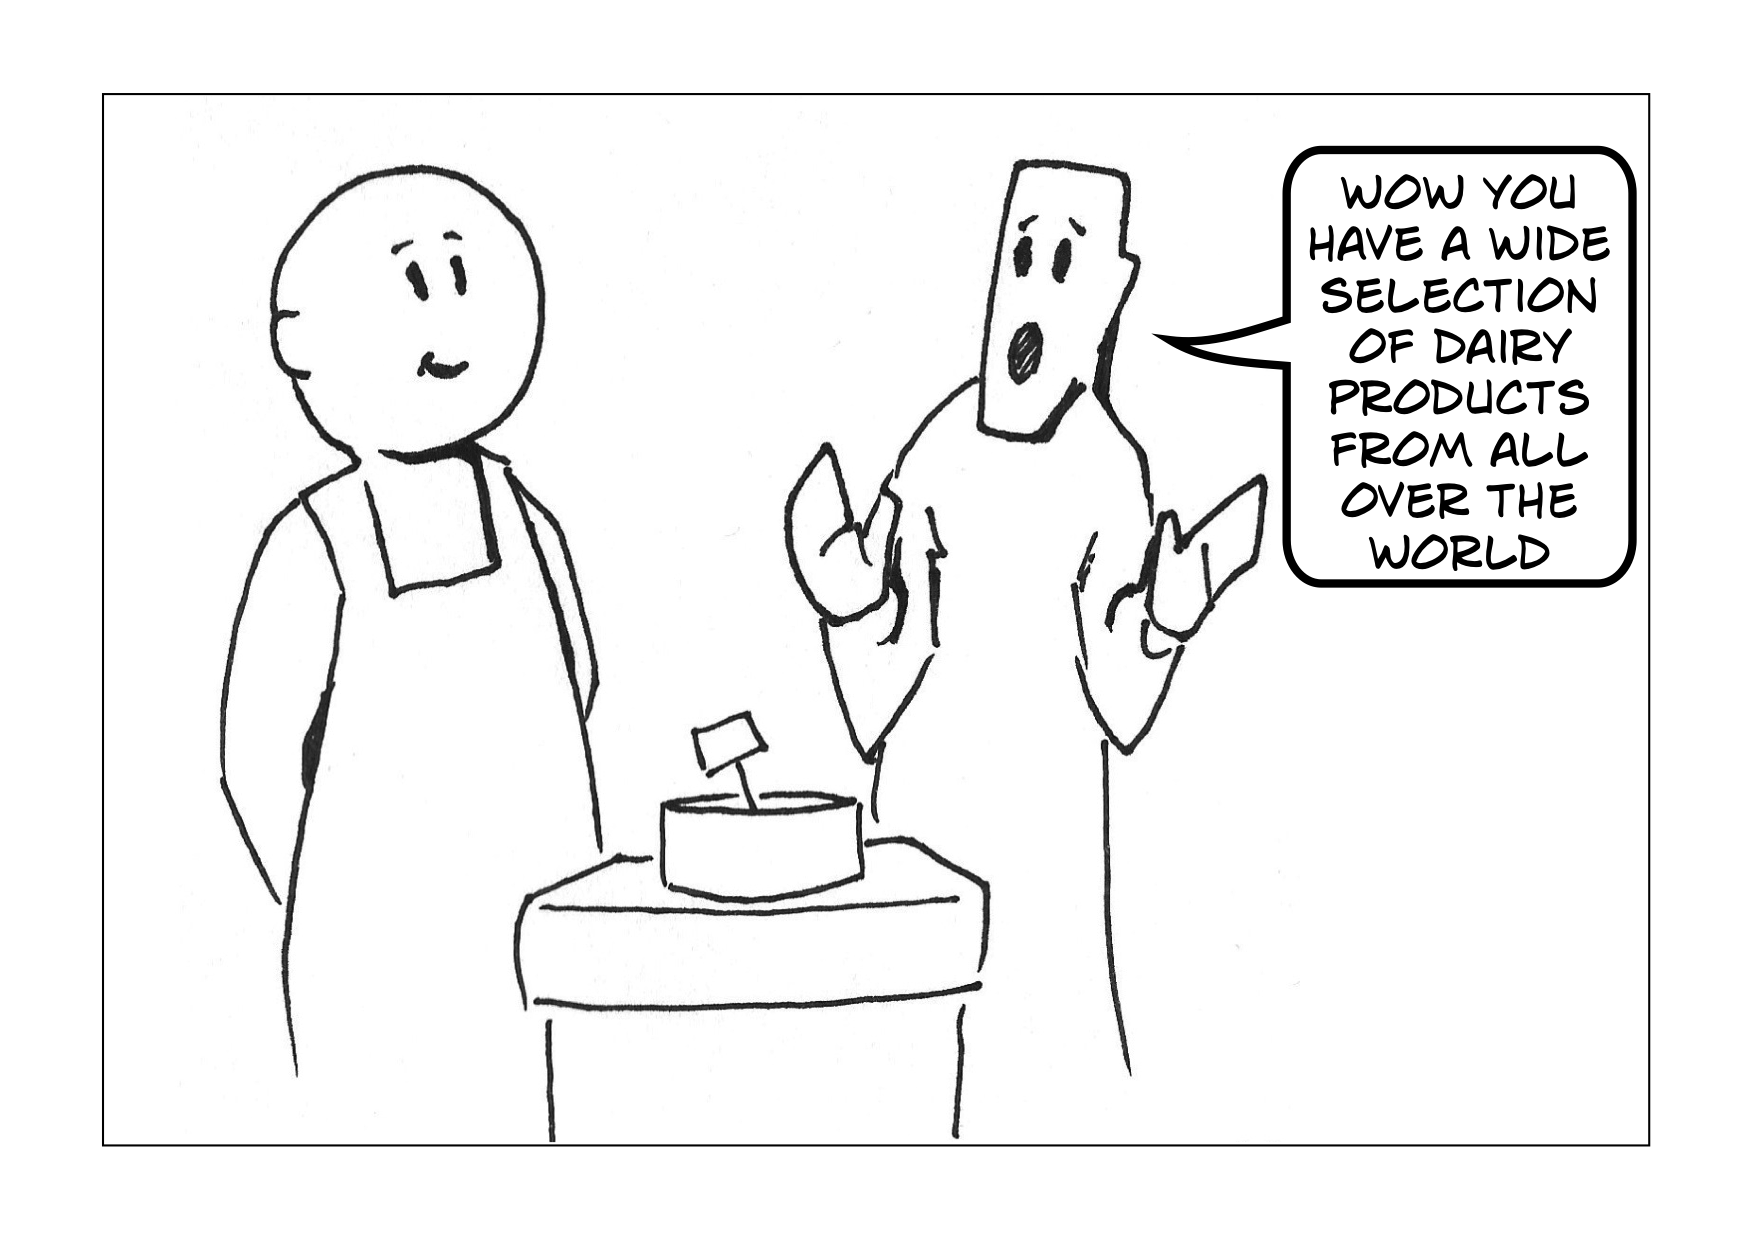 WOW YOU
HAVE A WIDE
SELECTION
OF DAIRY
PRODUCTS
FROM ALL
OVER THE
WORLD